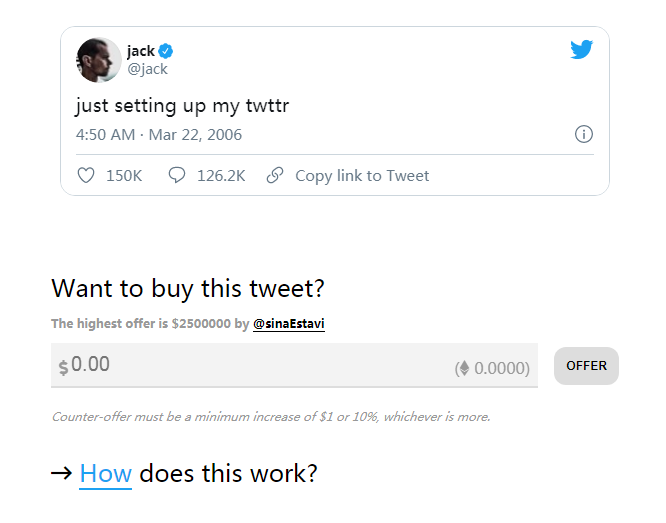 jack
@jack
just setting up my twttr
4:50 AM · Mar 22, 2006
150K 126.2K Copy link to Tweet
Want to buy this tweet?
The highest offer is $2500000 by @sinaEstavi
$0.00 (♦ 0.0000) OFFER
Counter-offer must be a minimum increase of $1 or 10%, whichever is more.
→ How does this work?